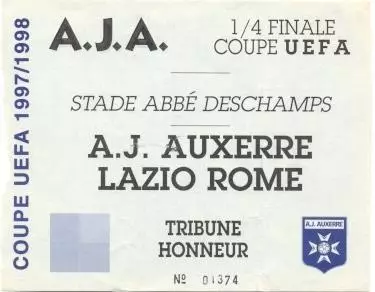 COUPE UEFA 1997/1998
A.J.A.
1/4 FINALE
COUPE UEFA
STADE ABBÉ DESCHAMPS
A.J. AUXERRE
LAZIO ROME
TRIBUNE
HONNEUR
Nº 01374
A.J. AUXERRE